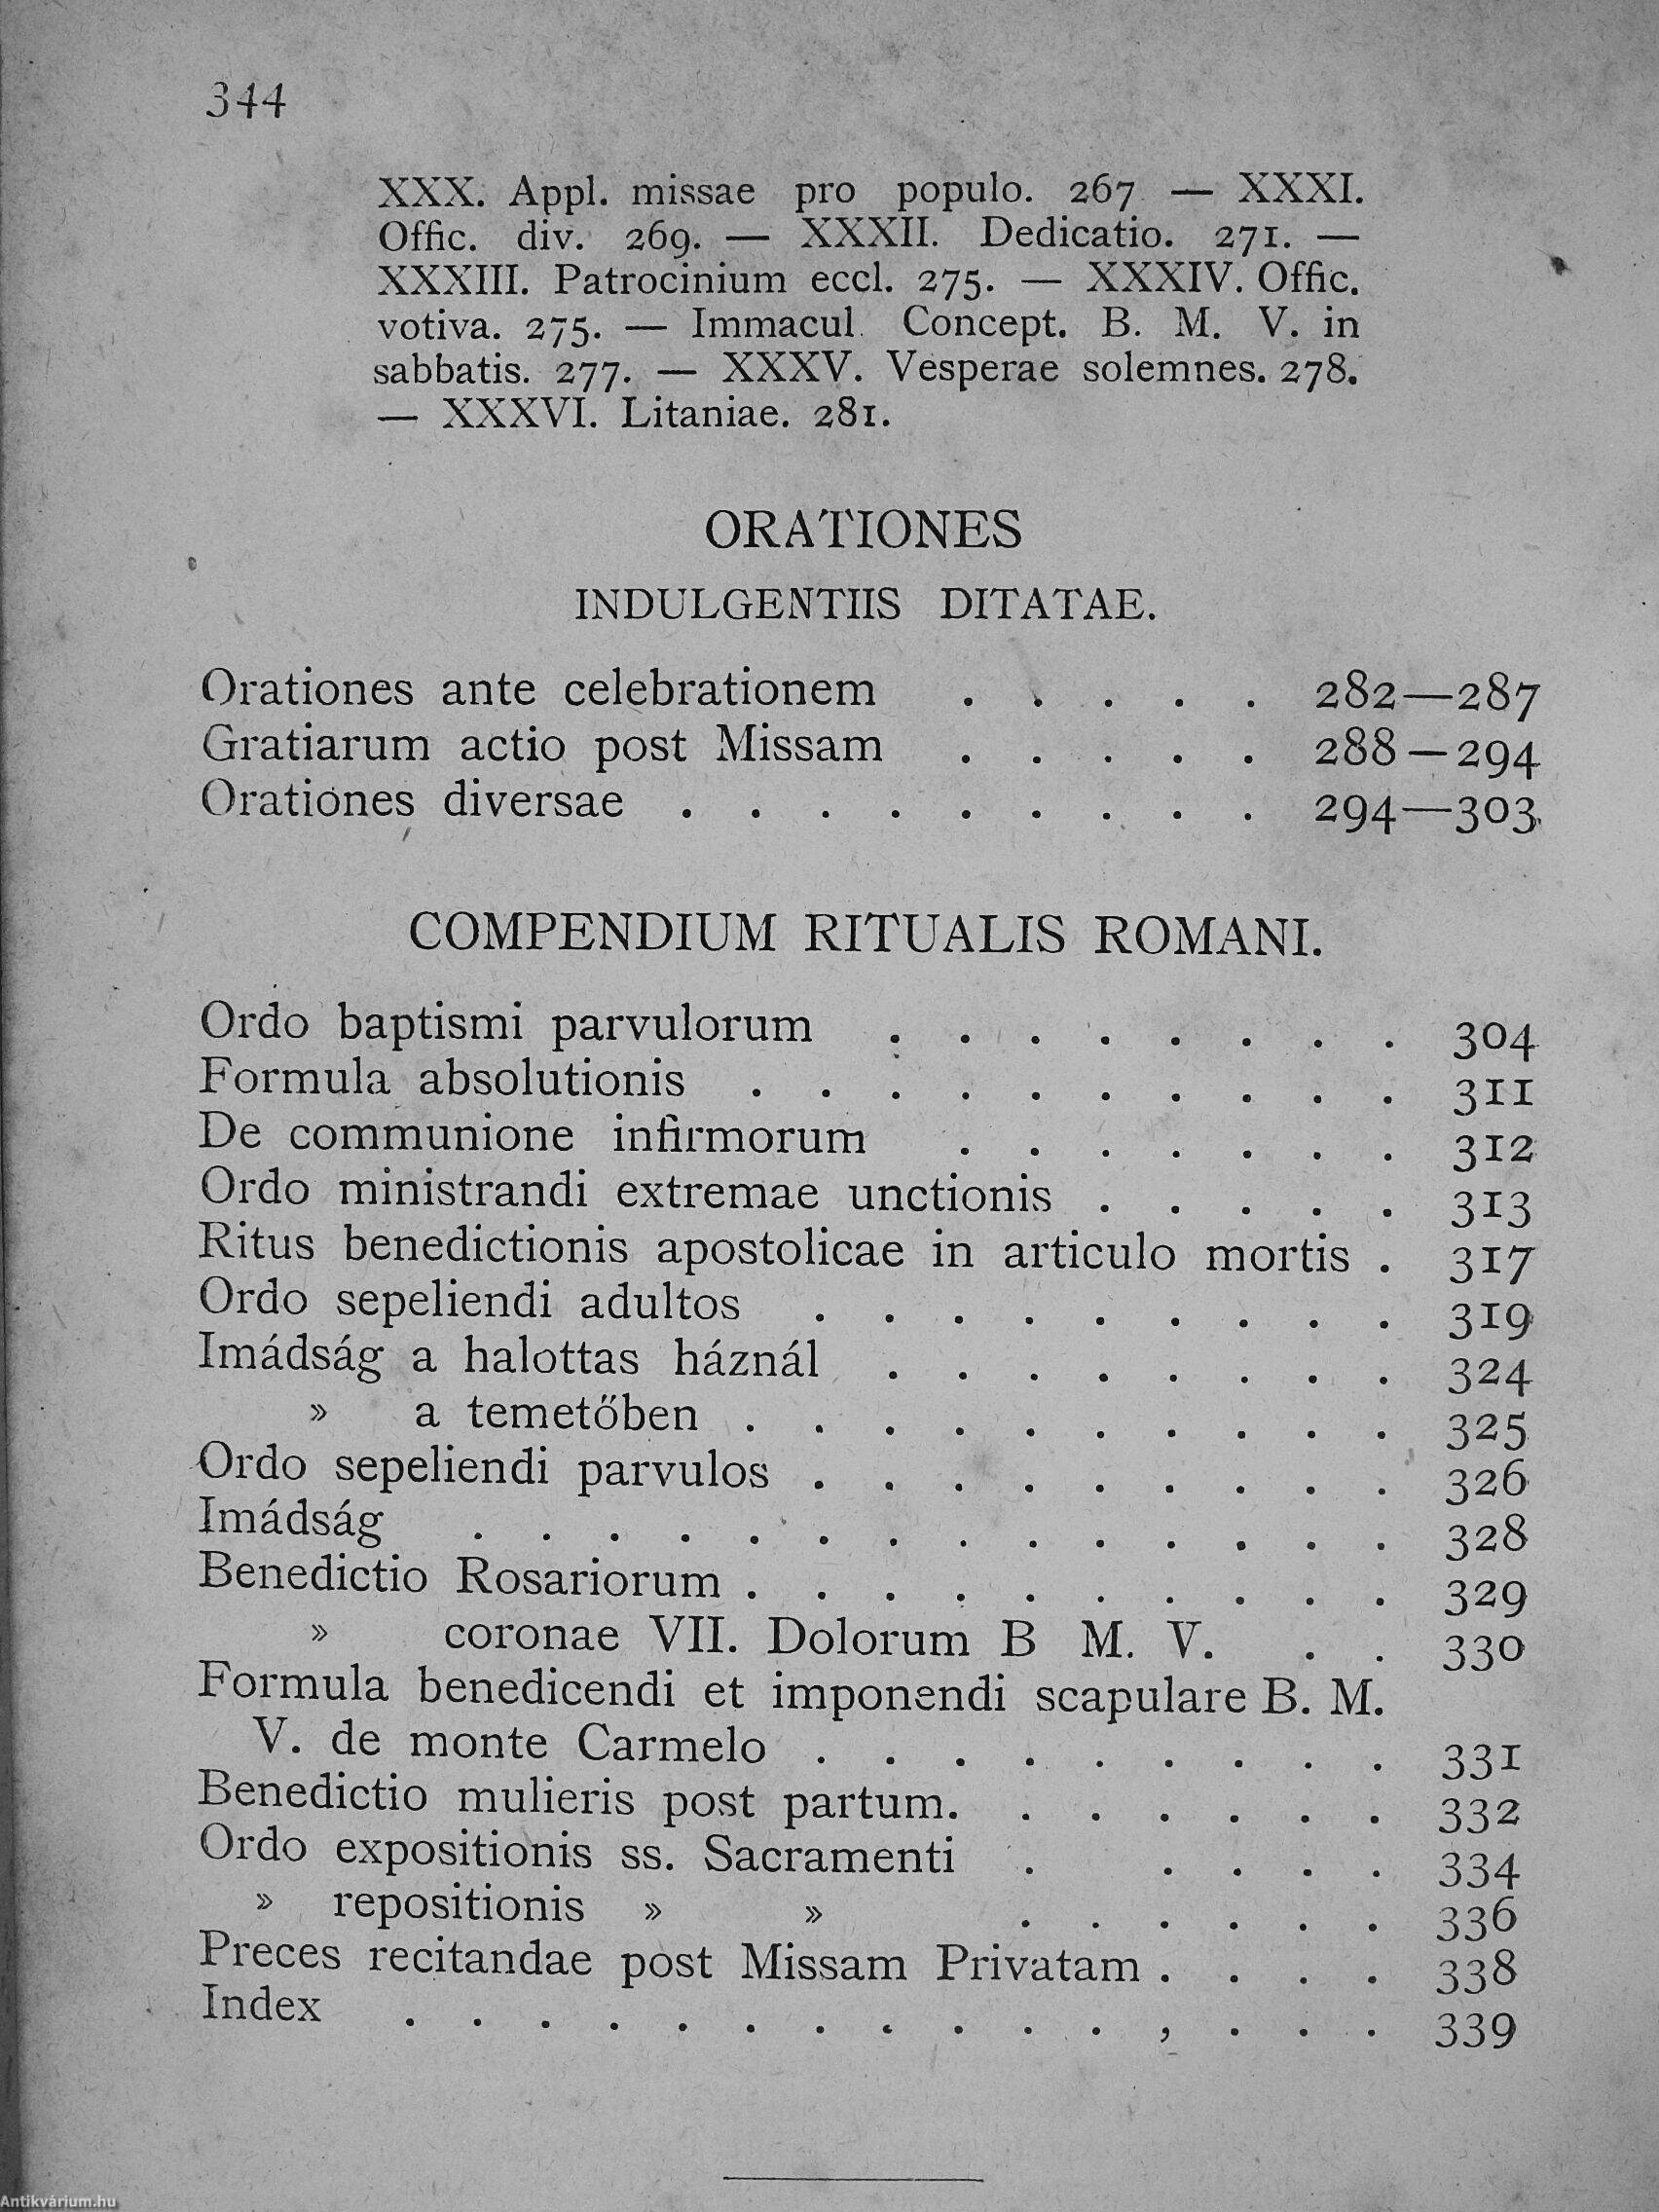 344
XXX. Appl. missae pro populo. 267 — XXXI.
Offic. div. 269. — XXXII. Dedicatio. 271. —
XXXIII. Patrocinium eccl. 275. — XXXIV. Offic.
votiva. 275. — Immacul. Concept. B. M. V. in
sabbatis. 277. — XXXV. Vesperae solemnes. 278.
— XXXVI. Litaniae. 281.
ORATIONES
INDULGENTIIS DITATAE.
Orationes ante celebrationem . . . . . 282—287
Gratiarum actio post Missam . . . . . 288—294
Orationes diversae . . . . . . . . . 294—303
COMPENDIUM RITUALIS ROMANI.
Ordo baptismi parvulorum . . . . . . . . 304
Formula absolutionis . . . . . . . . . . 311
De communione infirmorum . . . . . . . 312
Ordo ministrandi extremae unctionis . . . . . 313
Ritus benedictionis apostolicae in articulo mortis . 317
Ordo sepeliendi adultos . . . . . . . . . 319
Imádság a halottas háznál . . . . . . . . 324
» a temetőben . . . . . . . . . . 325
Ordo sepeliendi parvulos . . . . . . . . . 326
Imádság . . . . . . . . . . . . . . 328
Benedictio Rosariorum . . . . . . . . . . 329
» coronae VII. Dolorum B M. V. . . 330
Formula benedicendi et imponendi scapulare B. M.
V. de monte Carmelo . . . . . . . . . 331
Benedictio mulieris post partum. . . . . . . 332
Ordo expositionis ss. Sacramenti . . . . . 334
» repositionis » » . . . . . . 336
Preces recitandae post Missam Privatam . . . . 338
Index . . . . . . . . . . . , . . . 339
Antikvárium.hu